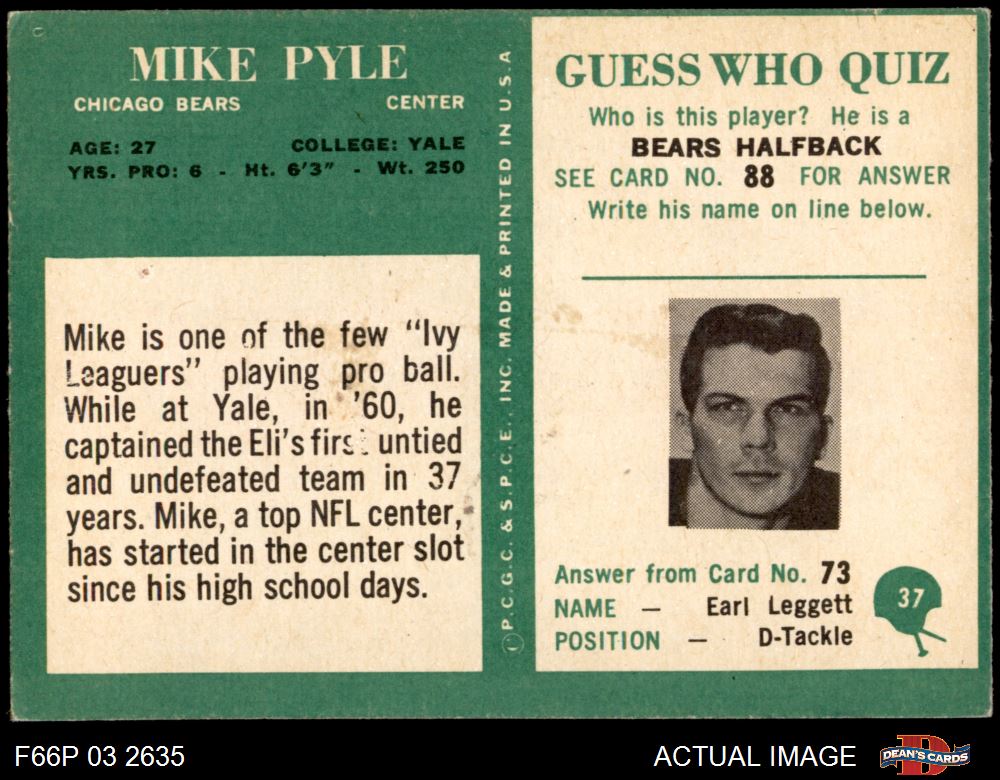 MIKE PYLE
CHICAGO BEARS CENTER
AGE: 27 COLLEGE: YALE
YRS. PRO: 6 - Ht. 6'3" - Wt. 250
Mike is one of the few "Ivy
Leaguers" playing pro ball.
While at Yale, in '60, he
captained the Eli's first untied
and undefeated team in 37
years. Mike, a top NFL center,
has started in the center slot
since his high school days.
© P.C.G.C. & S.P.C.E., INC. MADE & PRINTED IN U.S.A
GUESS WHO QUIZ
Who is this player? He is a
BEARS HALFBACK
SEE CARD NO. 88 FOR ANSWER
Write his name on line below.
Answer from Card No. 73
NAME — Earl Leggett
POSITION — D-Tackle
37
F66P 03 2635
ACTUAL IMAGE
DEAN'S CARDS